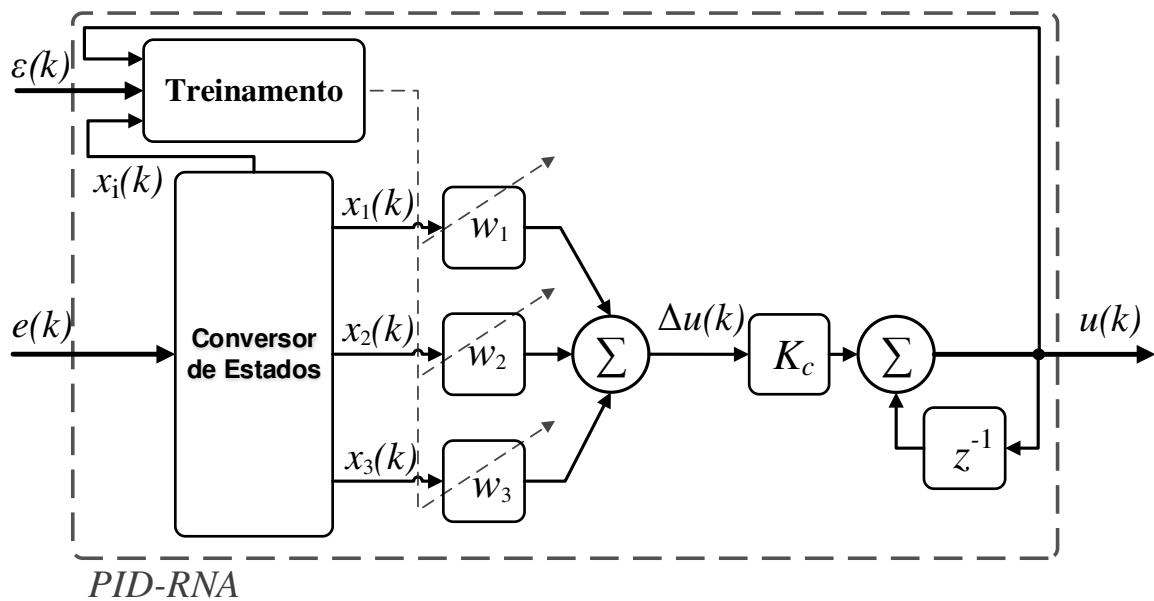 ε(k)
Treinamento
xi(k)
x1(k)
w1
e(k)
Conversor
de Estados
x2(k)
w2
∑
Δu(k)
Kc
∑
u(k)
z-1
x3(k)
w3
PID-RNA